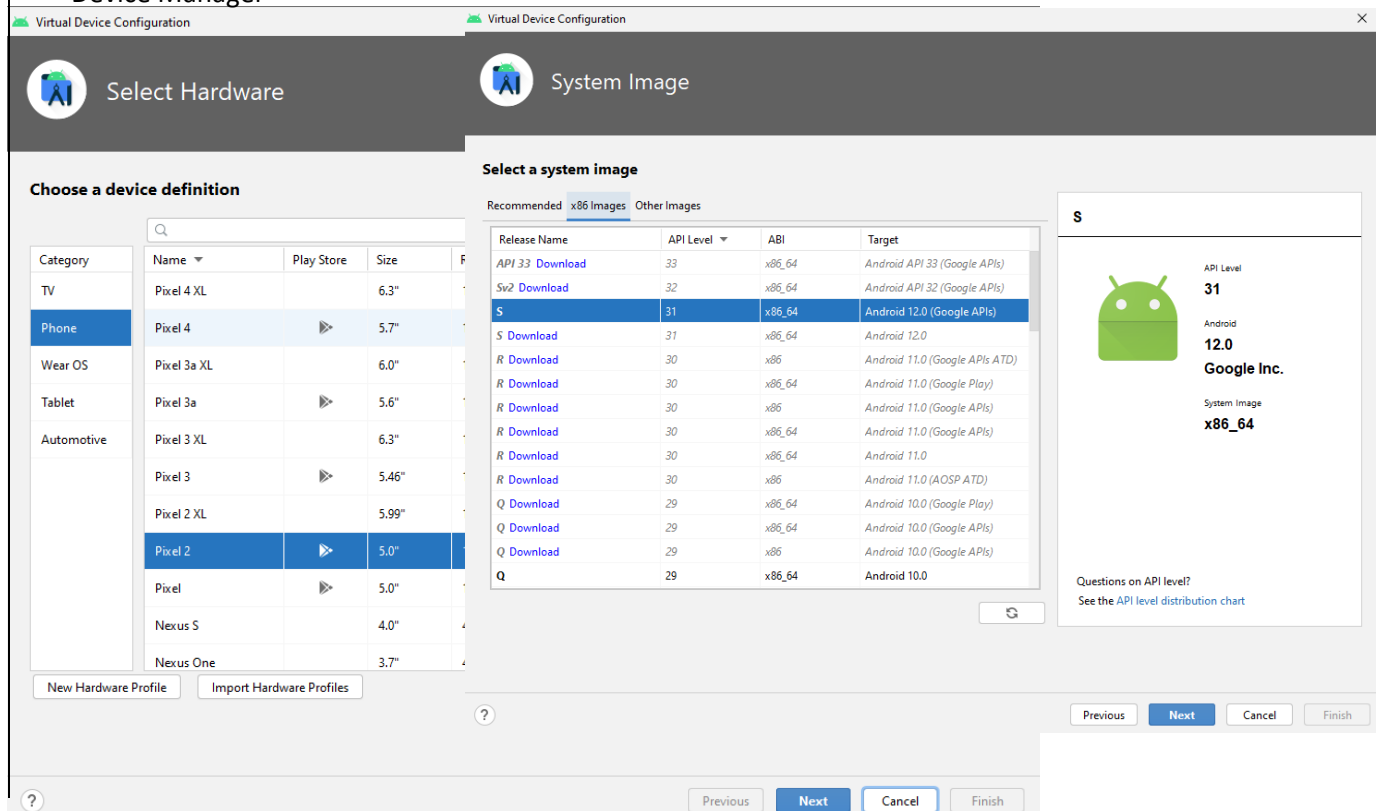 Device Manager
Virtual Device Configuration
Select Hardware
Choose a device definition
Category Name Play Store Size
TV
Phone
Wear OS
Tablet
Automotive
Pixel 4 XL 6.3"
Pixel 4 5.7"
Pixel 3a XL 6.0"
Pixel 3a 5.6"
Pixel 3 XL 6.3"
Pixel 3 5.46"
Pixel 2 XL 5.99"
Pixel 2 5.0"
Pixel 5.0"
Nexus S 4.0"
Nexus One 3.7"
New Hardware Profile Import Hardware Profiles
? Previous Next Cancel Finish
Virtual Device Configuration
System Image
Select a system image
Recommended x86 Images Other Images
Release Name API Level ABI Target
API 33 Download 33 x86_64 Android API 33 (Google APIs)
Sv2 Download 32 x86_64 Android API 32 (Google APIs)
S 31 x86_64 Android 12.0 (Google APIs)
S Download 31 x86_64 Android 12.0
R Download 30 x86 Android 11.0 (Google APIs ATD)
R Download 30 x86_64 Android 11.0 (Google Play)
R Download 30 x86 Android 11.0 (Google APIs)
R Download 30 x86_64 Android 11.0 (Google APIs)
R Download 30 x86_64 Android 11.0
R Download 30 x86 Android 11.0 (AOSP ATD)
Q Download 29 x86_64 Android 10.0 (Google Play)
Q Download 29 x86_64 Android 10.0 (Google APIs)
Q Download 29 x86 Android 10.0 (Google APIs)
Q 29 x86_64 Android 10.0
S
API Level
31
Android
12.0
Google Inc.
System Image
x86_64
Questions on API level?
See the API level distribution chart
? Previous Next Cancel Finish